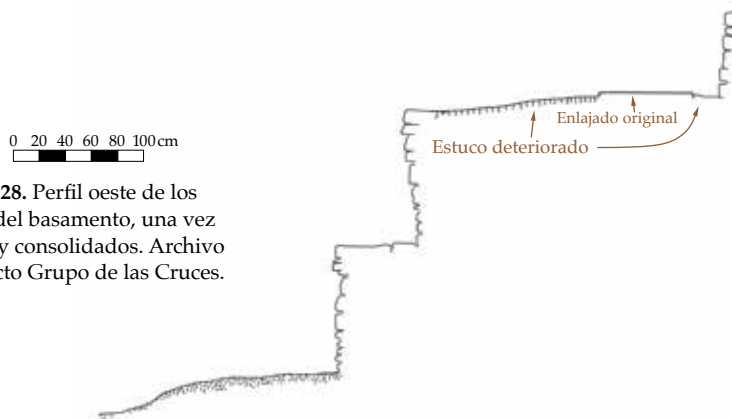 Enlajado original
Estuco deteriorado
0 20 40 60 80 100 cm
28. Perfil oeste de los
del basamento, una vez
y consolidados. Archivo
cto Grupo de las Cruces.